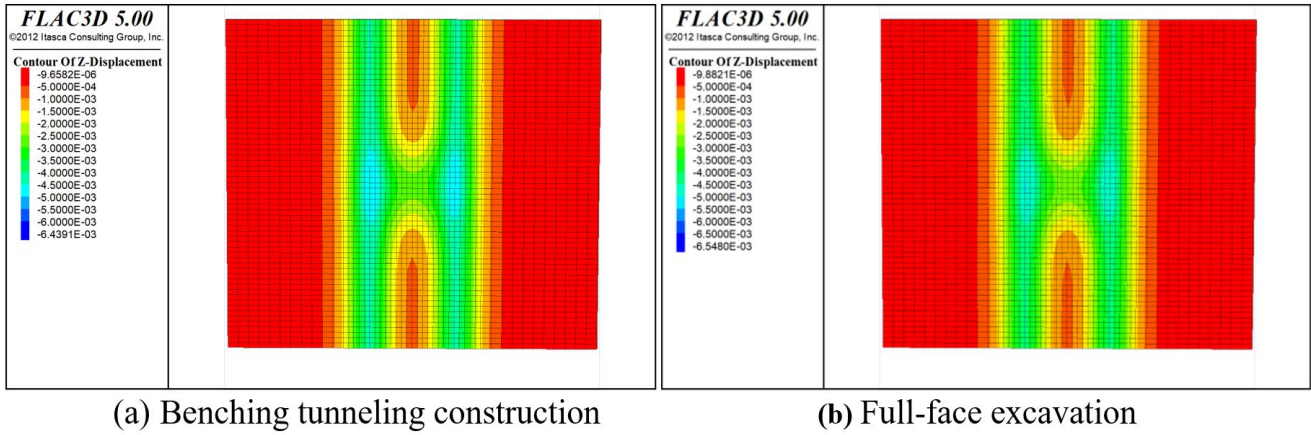 FLAC3D 5.00
©2012 Itasca Consulting Group, Inc.
Contour Of Z-Displacement
-9.6582E-06
-5.0000E-04
-1.0000E-03
-1.5000E-03
-2.0000E-03
-2.5000E-03
-3.0000E-03
-3.5000E-03
-4.0000E-03
-4.5000E-03
-5.0000E-03
-5.5000E-03
-6.0000E-03
-6.4391E-03
(a) Benching tunneling construction
FLAC3D 5.00
©2012 Itasca Consulting Group, Inc.
Contour Of Z-Displacement
-9.8821E-06
-5.0000E-04
-1.0000E-03
-1.5000E-03
-2.0000E-03
-2.5000E-03
-3.0000E-03
-3.5000E-03
-4.0000E-03
-4.5000E-03
-5.0000E-03
-5.5000E-03
-6.0000E-03
-6.5000E-03
-6.5480E-03
(b) Full-face excavation